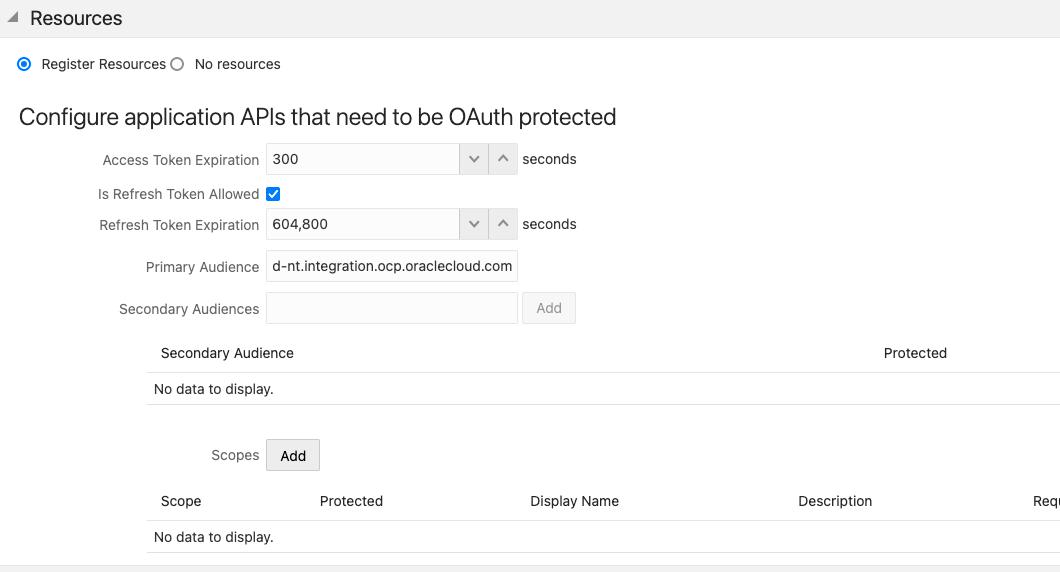 Resources
Register Resources No resources
Configure application APIs that need to be OAuth protected
Access Token Expiration 300 seconds
Is Refresh Token Allowed
Refresh Token Expiration 604,800 seconds
Primary Audience d-nt.integration.ocp.oraclecloud.com
Secondary Audiences Add
Secondary Audience Protected
No data to display.
Scopes Add
Scope Protected Display Name Description Requ
No data to display.